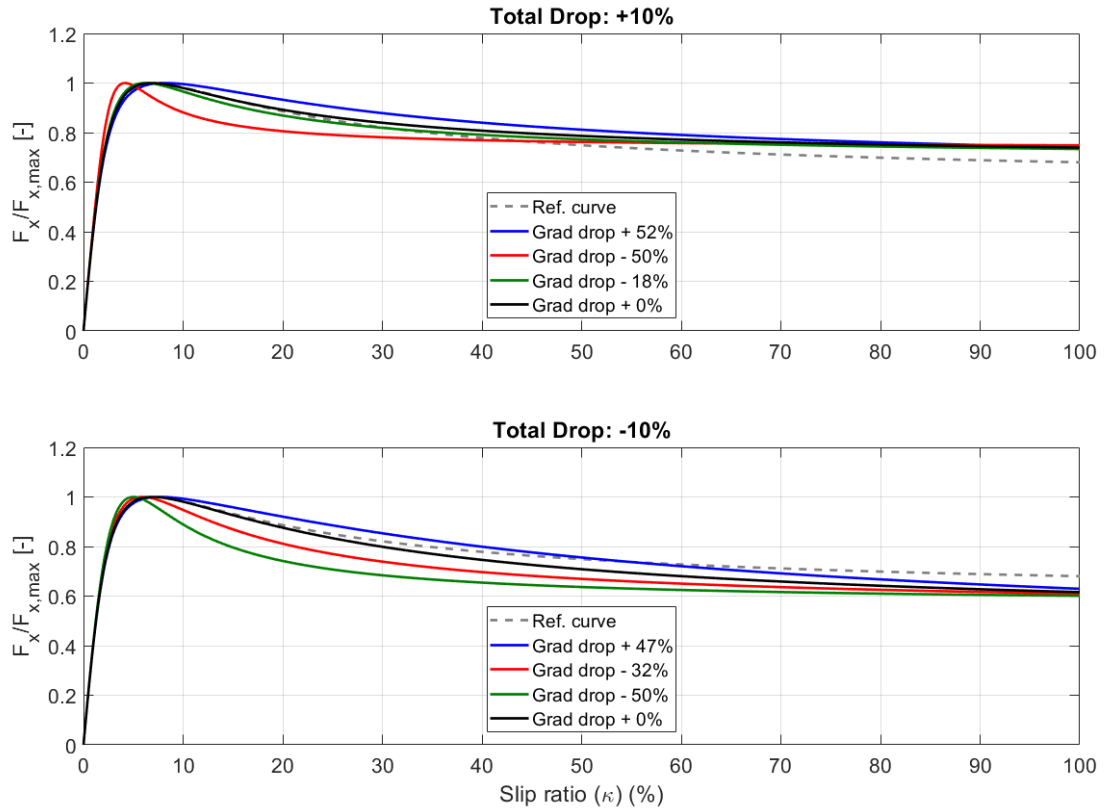 Total Drop: +10%
1.2
1
0.8
0.6
0.4
0.2
0
F_x/F_x,max [-]
Ref. curve
Grad drop + 52%
Grad drop - 50%
Grad drop - 18%
Grad drop + 0%
0 10 20 30 40 50 60 70 80 90 100
Total Drop: -10%
1.2
1
0.8
0.6
0.4
0.2
0
F_x/F_x,max [-]
Ref. curve
Grad drop + 47%
Grad drop - 32%
Grad drop - 50%
Grad drop + 0%
0 10 20 30 40 50 60 70 80 90 100
Slip ratio (κ) (%)